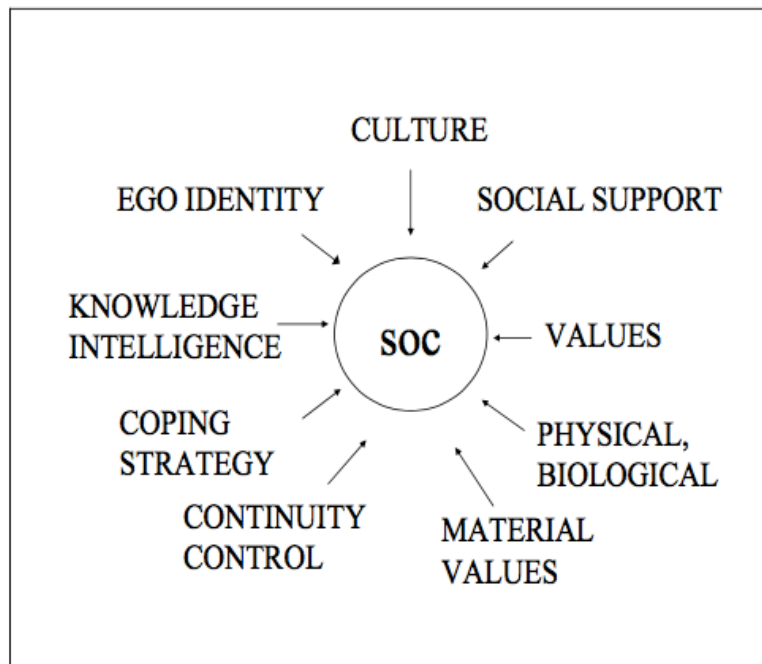 CULTURE
EGO IDENTITY
SOCIAL SUPPORT
KNOWLEDGE
INTELLIGENCE
SOC
VALUES
COPING
STRATEGY
PHYSICAL,
BIOLOGICAL
CONTINUITY
CONTROL
MATERIAL
VALUES